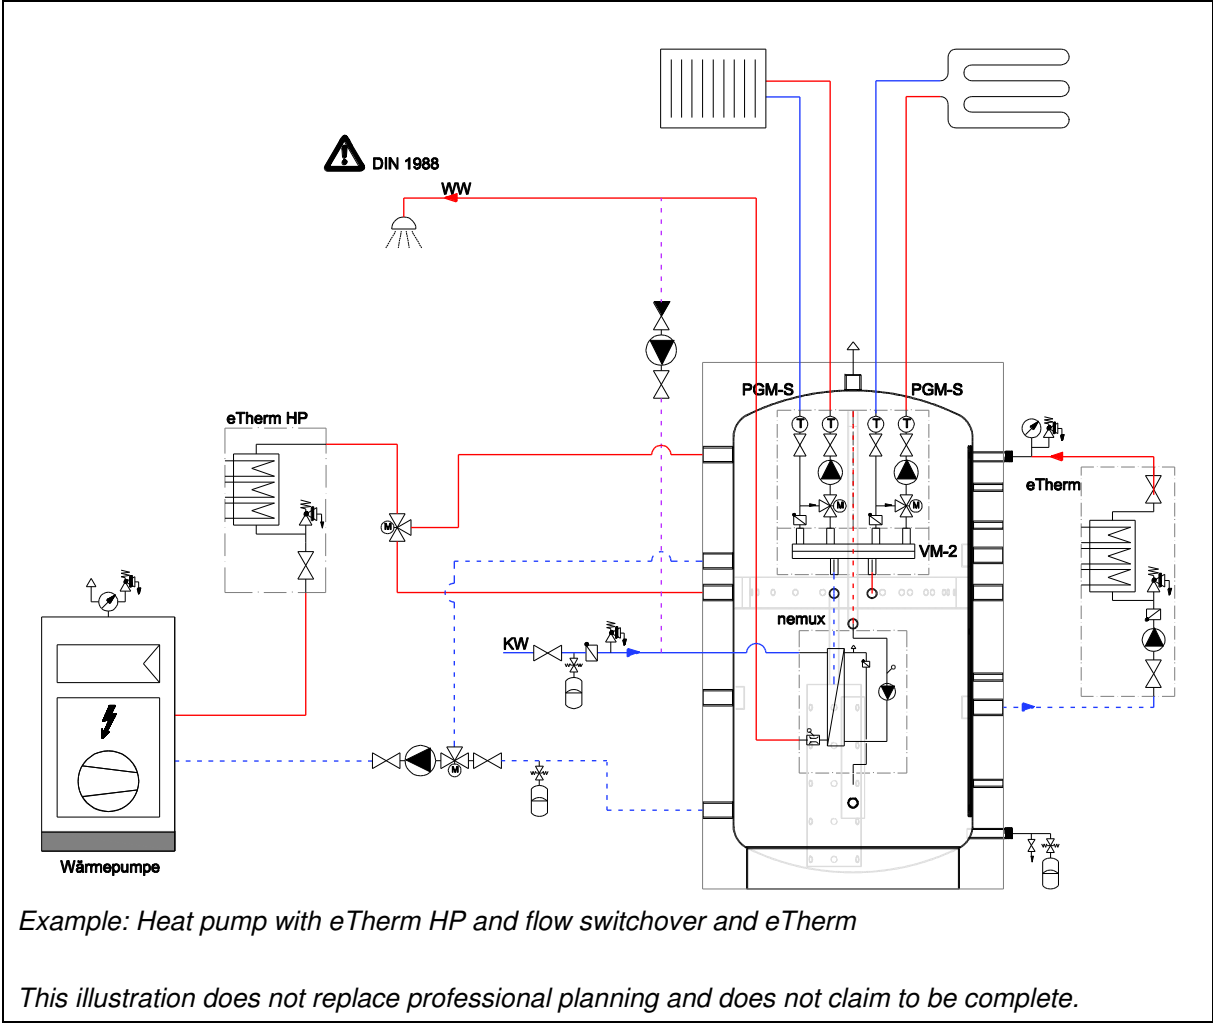 DIN 1988
WW
PGM-S
PGM-S
T
T
T
T
eTherm HP
eTherm
M
M
M
VM-2
nemux
KW
M
Wärmepumpe
Example: Heat pump with eTherm HP and flow switchover and eTherm
This illustration does not replace professional planning and does not claim to be complete.